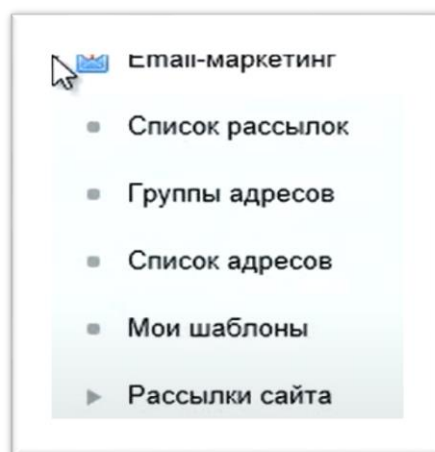 Email-маркетинг
Список рассылок
Группы адресов
Список адресов
Мои шаблоны
Рассылки сайта